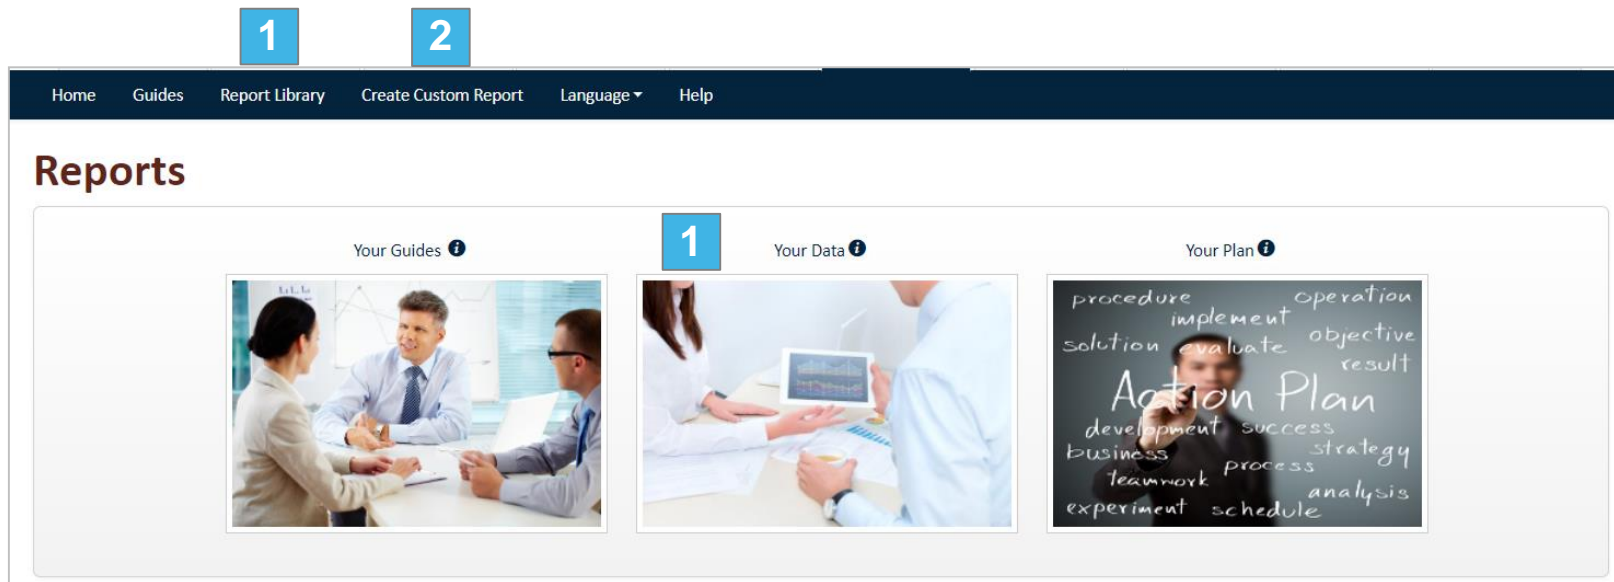 1 2
Home Guides Report Library Create Custom Report Language Help
Reports
Your Guides 1 Your Data Your Plan
procedure operation
implement
solution evaluate objective
result
Action Plan
development success
business strategy
process
teamwork
analysis
experiment schedule